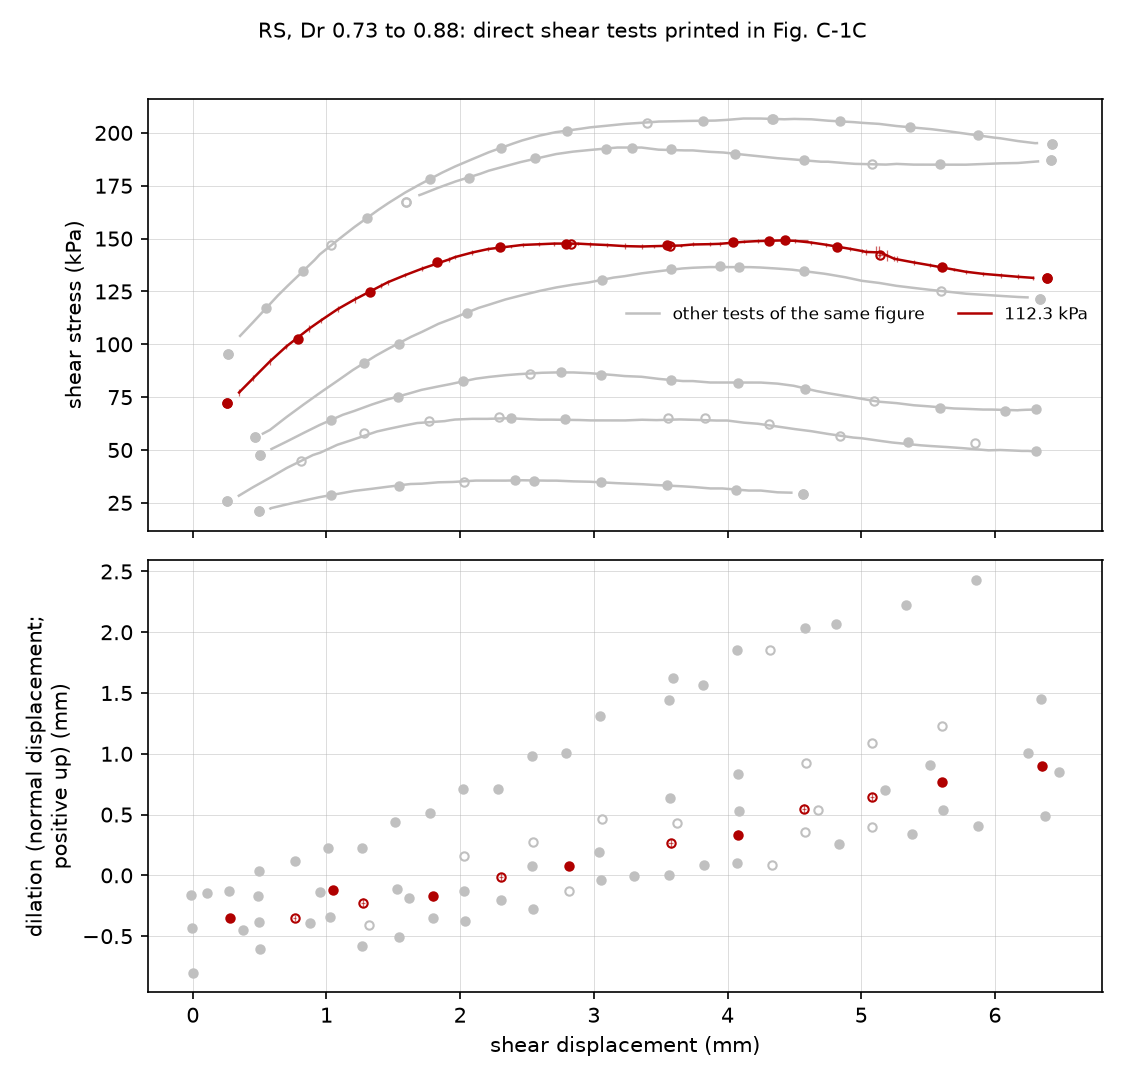 RS, Dr 0.73 to 0.88: direct shear tests printed in Fig. C-1C
shear stress (kPa)
200
175
150
125
100
75
50
25
other tests of the same figure
112.3 kPa
dilation (normal displacement;
positive up) (mm)
2.5
2.0
1.5
1.0
0.5
0.0
−0.5
0 1 2 3 4 5 6
shear displacement (mm)